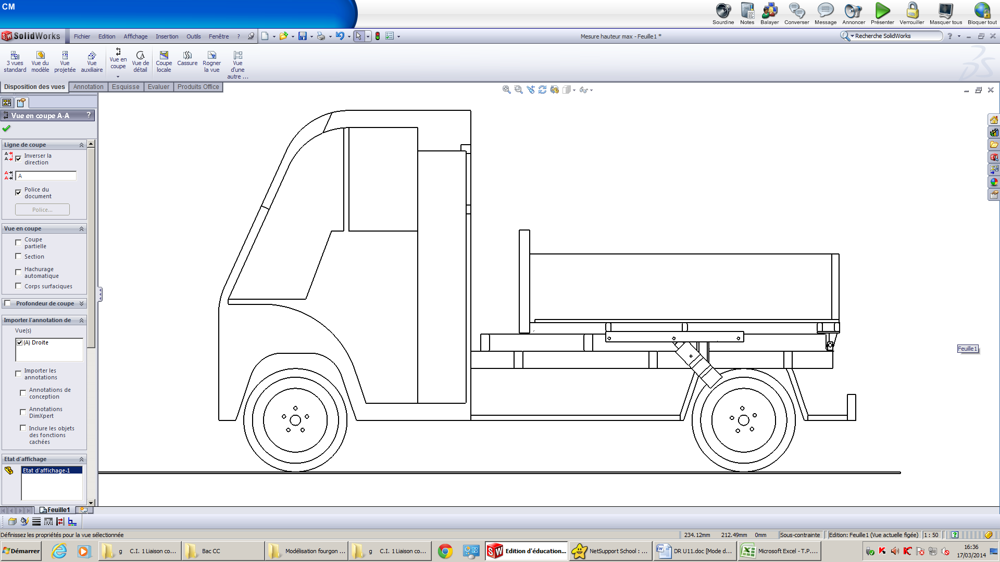 CM
Sourdine Notes Balayer Converser Message Annoncer Présenter Verrouiller Masquer tous Bloquer tout
SolidWorks Fichier Edition Affichage Insertion Outils Fenêtre ? Mesure hauteur max - Feuille1 * Recherche SolidWorks ?
3 vues standard
Vue du modèle
Vue projetée
Vue auxiliaire
Vue en coupe
Vue de détail
Coupe locale
Cassure
Rogner la vue
Vue d'une autre ...
Disposition des vues Annotation Esquisse Evaluer Produits Office
Vue en coupe A-A ?
Ligne de coupe
Inverser la
direction
A
Police du
document
Police...
Vue en coupe
Coupe
partielle
Section
Hachurage
automatique
Corps surfaciques
Profondeur de coupe
Importer l'annotation de
Vue(s)
(A) Droite
Importer les
annotations
Annotations de
conception
Annotations
DimXpert
Inclure les objets
des fonctions
cachées
Etat d'affichage
Etat d'affichage-1
Feuille1
Feuille1
Définissez les propriétés pour la vue sélectionnée 234.12mm 212.49mm 0mm Sous-contrainte Edition: Feuille1 (Vue actuelle figée) 1 : 50 ?
Démarrer g C.I. 1 Liaison co... Bac CC Modélisation fourgon ... g C.I. 1 Liaison co... Edition d'éducation... NetSupport School : ... DR U11.doc [Mode d... Microsoft Excel - T.P....
16:36
17/03/2014